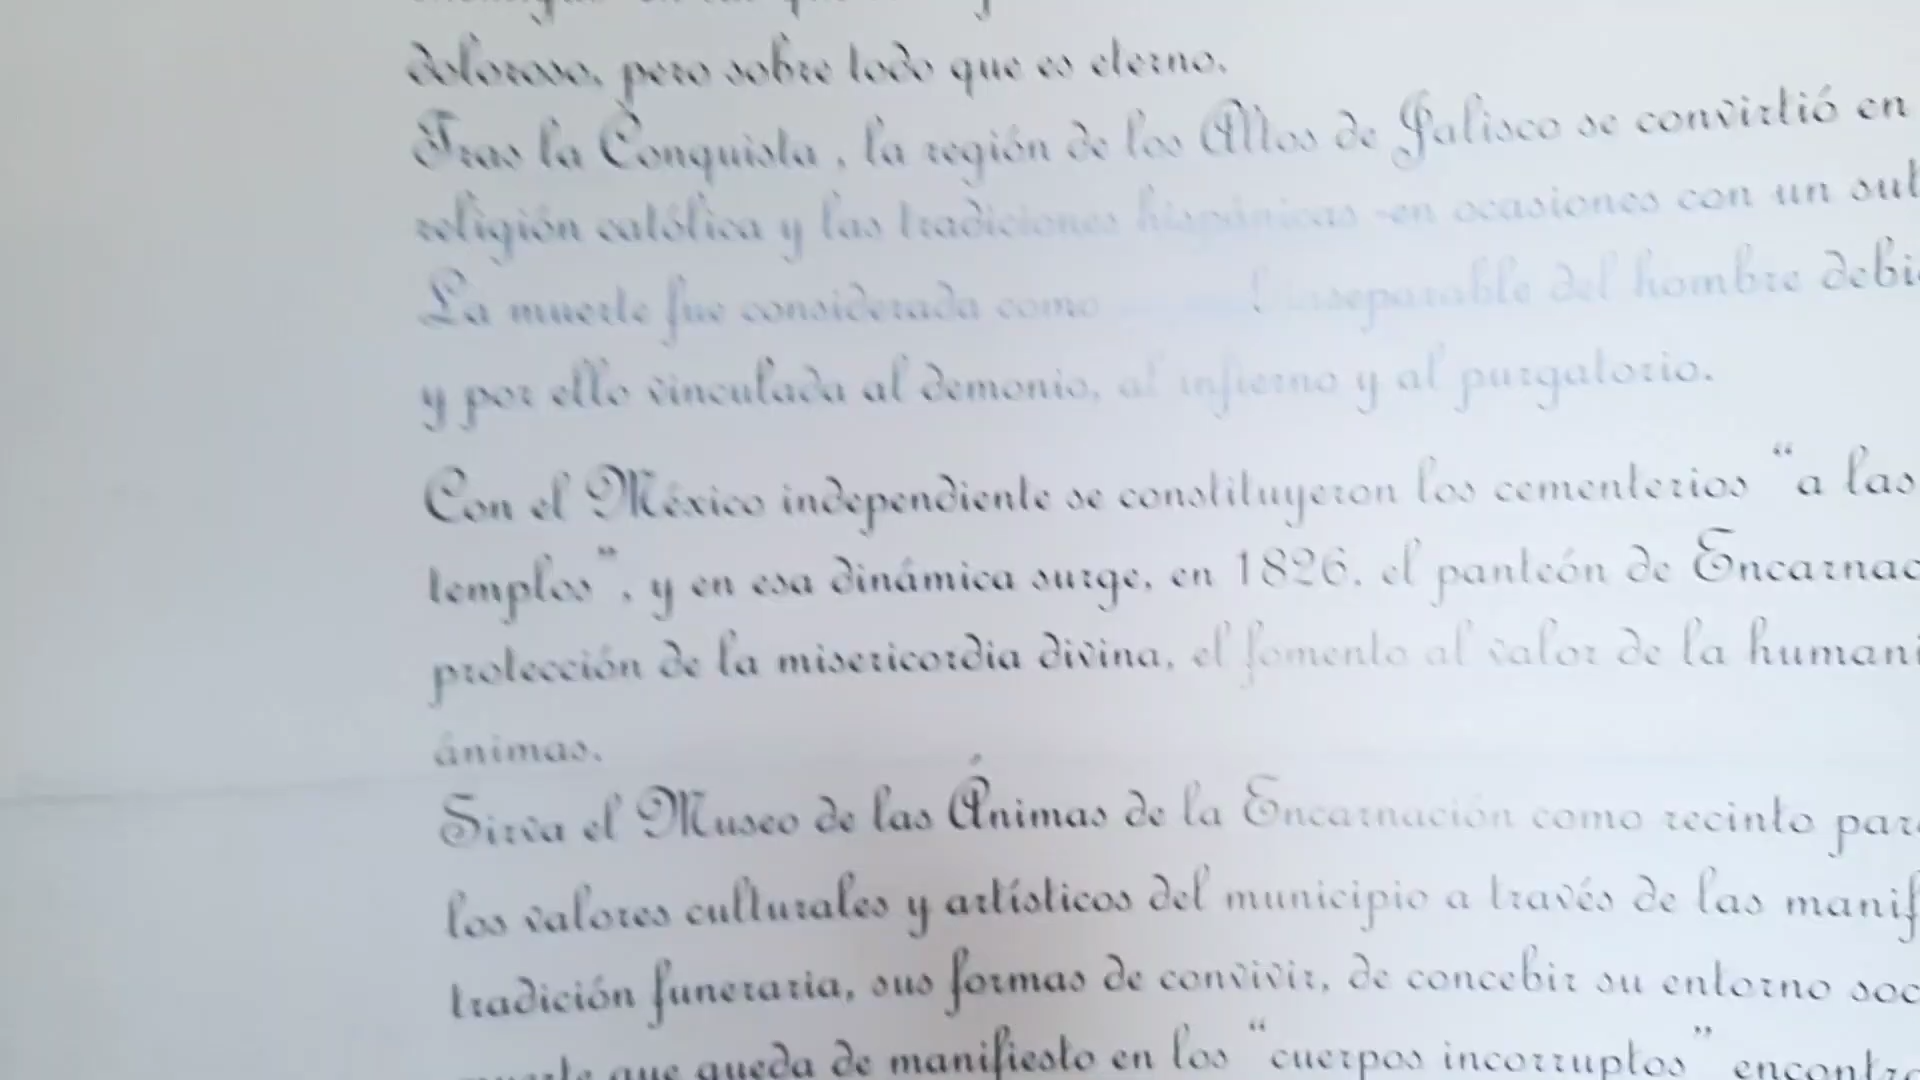 doloroso, pero sobre todo que es eterno.
Tras la Conquista , la región de los Altos de Jalisco se convirtió en
religión católica y las tradiciones hispánicas -en ocasiones con un
La muerte fue considerada como inseparable del hombre
y por ello vinculada al demonio, al infierno y al purgatorio.
Con el México independiente se constituyeron los cementerios “a las
templos”, y en esa dinámica surge, en 1826, el panteón de
protección de la misericordia divina, el fomento al valor de la
ánimas.
Sirva el Museo de las Ánimas de la Encarnación como recinto
los valores culturales y artísticos del municipio a través de las
tradición funeraria, sus formas de convivir, de concebir su entorno
que queda de manifiesto en los “cuerpos incorruptos”